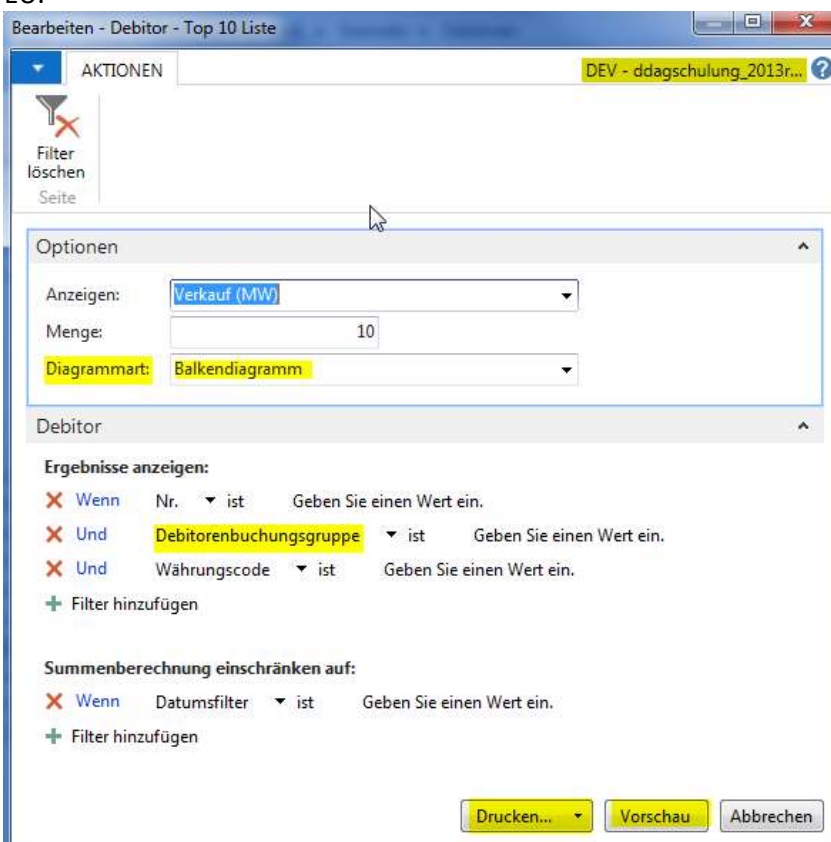 Bearbeiten - Debitor - Top 10 Liste
AKTIONEN
DEV - ddagschulung_2013r...
Filter
löschen
Seite
Optionen
Anzeigen: Verkauf (MW)
Menge: 10
Diagrammart: Balkendiagramm
Debitor
Ergebnisse anzeigen:
Wenn Nr. ist Geben Sie einen Wert ein.
Und Debitorenbuchungsgruppe ist Geben Sie einen Wert ein.
Und Währungscode ist Geben Sie einen Wert ein.
Filter hinzufügen
Summenberechnung einschränken auf:
Wenn Datumsfilter ist Geben Sie einen Wert ein.
Filter hinzufügen
Drucken... Vorschau Abbrechen